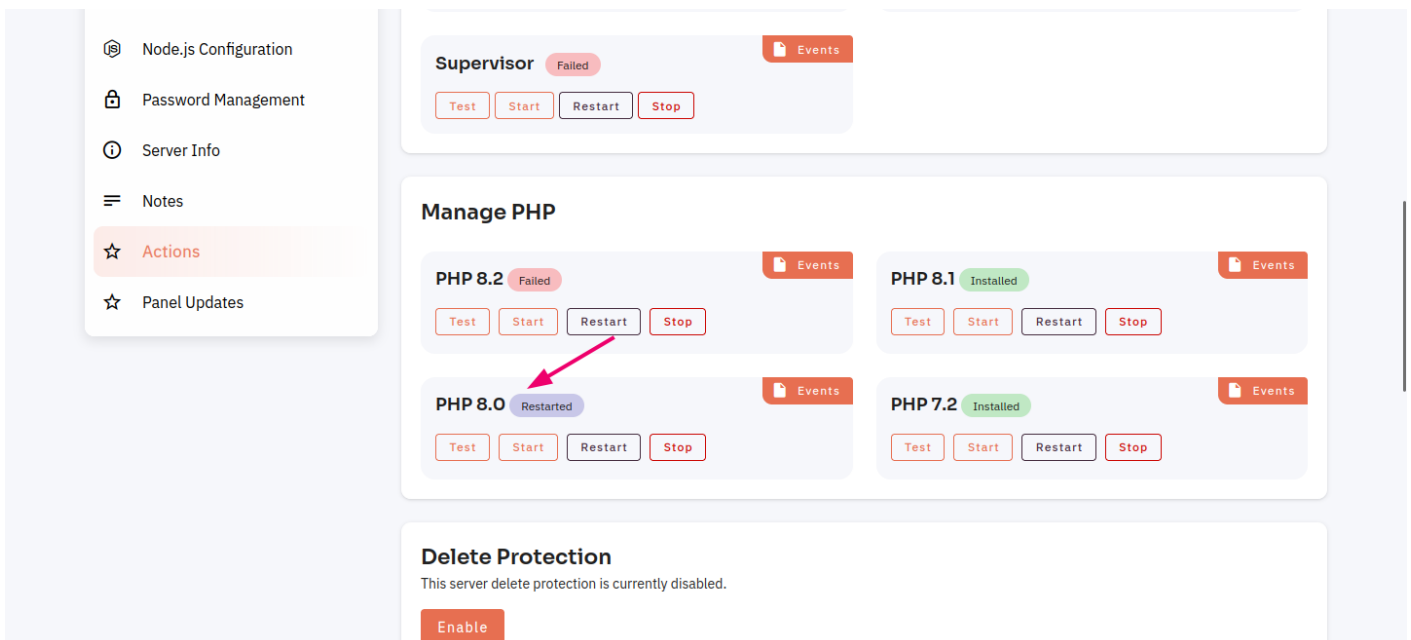 Node.js Configuration
Password Management
Server Info
Notes
Actions
Panel Updates
Supervisor Failed Events
Test Start Restart Stop
Manage PHP
PHP 8.2 Failed Events
Test Start Restart Stop
PHP 8.1 Installed Events
Test Start Restart Stop
PHP 8.0 Restarted Events
Test Start Restart Stop
PHP 7.2 Installed Events
Test Start Restart Stop
Delete Protection
This server delete protection is currently disabled.
Enable